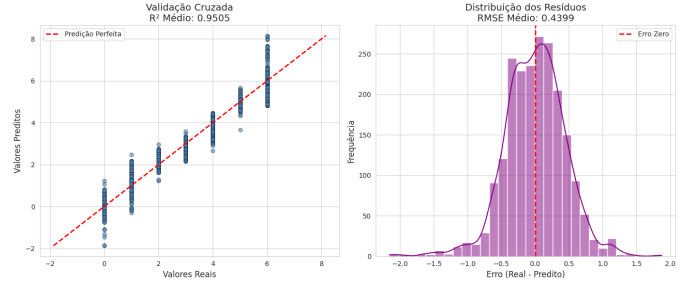 Validação Cruzada
R² Médio: 0.9505
Predição Perfeita
Valores Preditos
8
6
4
2
0
−2
−2
0
2
4
6
8
Valores Reais
Distribuição dos Resíduos
RMSE Médio: 0.4399
Erro Zero
Frequência
250
200
150
100
50
0
−2.0
−1.5
−1.0
−0.5
0.0
0.5
1.0
1.5
2.0
Erro (Real - Predito)